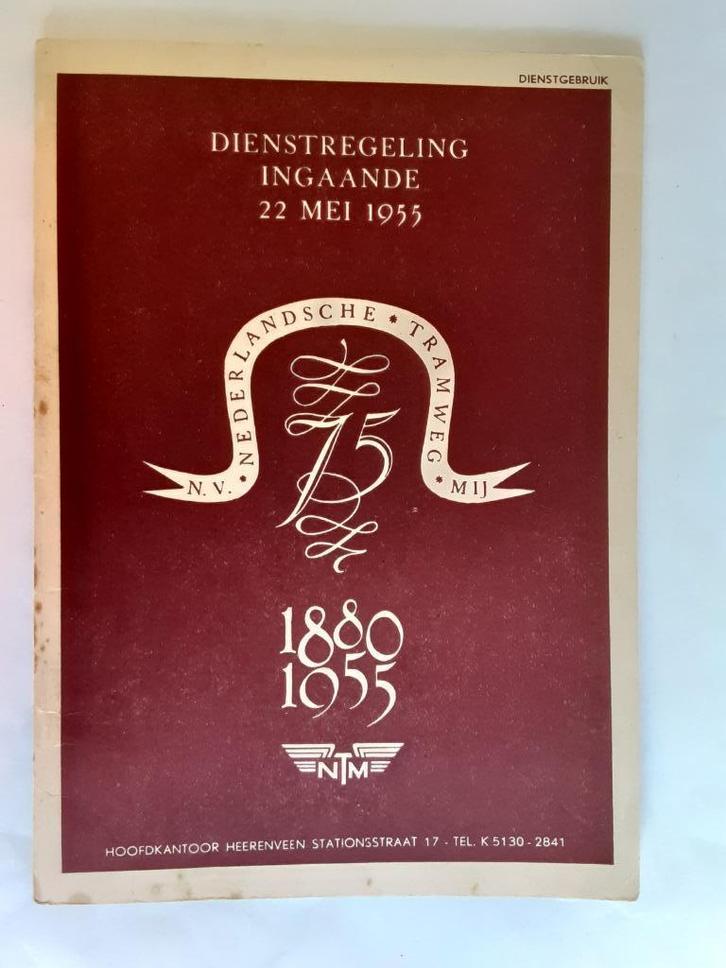 DIENSTGEBRUIK
DIENSTREGELING
INGAANDE
22 MEI 1955
N.V. * NEDERLANDSCHE * TRAMWEG * MIJ
75
1880
1955
NTM
HOOFDKANTOOR HEERENVEEN STATIONSSTRAAT 17 - TEL. K 5130 - 2841